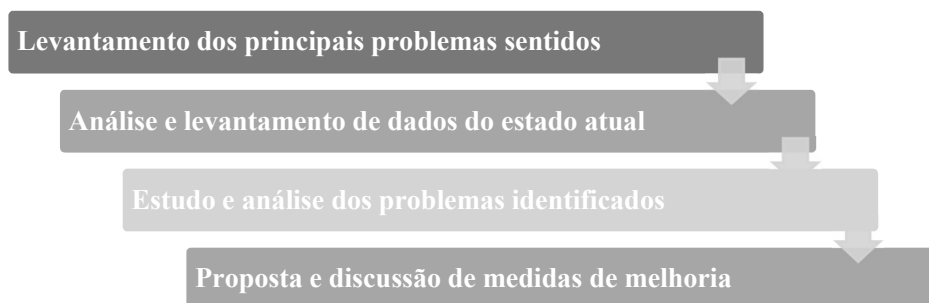 Levantamento dos principais problemas sentidos
Análise e levantamento de dados do estado atual
Estudo e análise dos problemas identificados
Proposta e discussão de medidas de melhoria